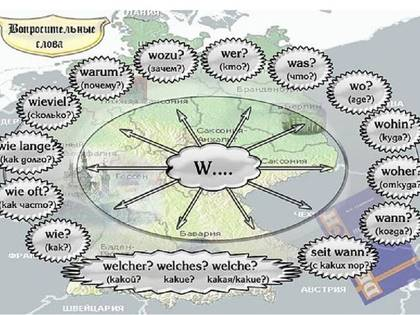 Вопросительные
слова
wozu?
(зачем?)
wer?
(кто?)
was?
(что?)
wo?
(где?)
wohin?
(куда?)
woher?
(откуда?)
wann?
(когда?)
seit wann?
(с каких пор?)
welcher? welches? welche?
(какой? какие? какая/какие?)
wie?
(как?)
wie oft?
(как часто?)
wie lange?
(как долго?)
wieviel?
(сколько?)
warum?
(почему?)
W....
Саксония
Саксония
Бавария
АВСТРИЯ
ШВЕЙЦАРИЯ